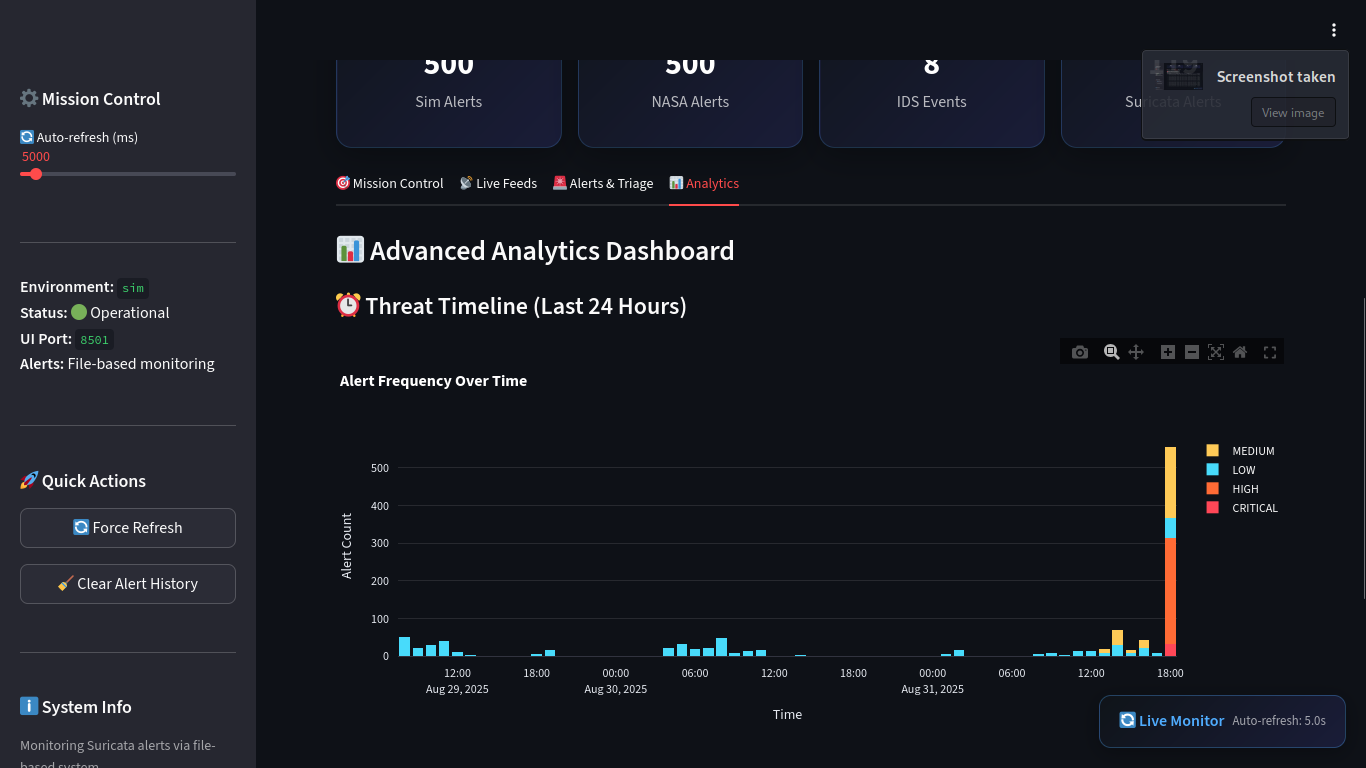 Mission Control
Auto-refresh (ms)
5000
Environment: sim
Status: Operational
UI Port: 8501
Alerts: File-based monitoring
Quick Actions
Force Refresh
Clear Alert History
System Info
Monitoring Suricata alerts via file-
based system
500
Sim Alerts
500
NASA Alerts
8
IDS Events
Suricata Alerts
Screenshot taken
View image
Mission Control
Live Feeds
Alerts & Triage
Analytics
Advanced Analytics Dashboard
Threat Timeline (Last 24 Hours)
Alert Frequency Over Time
Alert Count
500
400
300
200
100
0
12:00
Aug 29, 2025
18:00
00:00
Aug 30, 2025
06:00
12:00
18:00
00:00
Aug 31, 2025
06:00
12:00
18:00
Time
MEDIUM
LOW
HIGH
CRITICAL
Live Monitor Auto-refresh: 5.0s